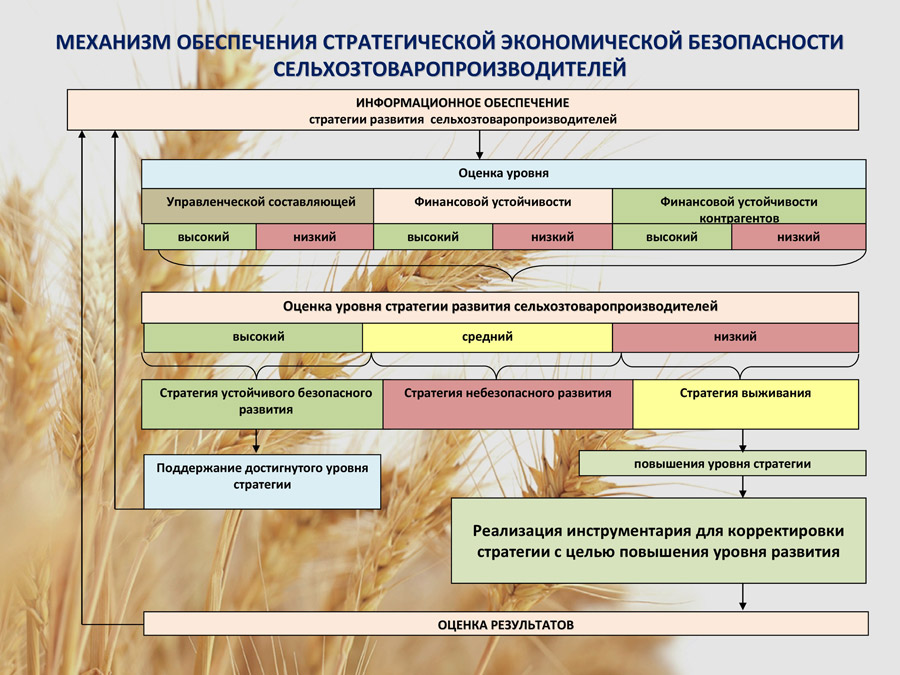 МЕХАНИЗМ ОБЕСПЕЧЕНИЯ СТРАТЕГИЧЕСКОЙ ЭКОНОМИЧЕСКОЙ БЕЗОПАСНОСТИ
СЕЛЬХОЗТОВАРОПРОИЗВОДИТЕЛЕЙ
ИНФОРМАЦИОННОЕ ОБЕСПЕЧЕНИЕ
стратегии развития сельхозтоваропроизводителей
Оценка уровня
Управленческой составляющей
Финансовой устойчивости
Финансовой устойчивости
контрагентов
высокий
низкий
высокий
низкий
высокий
низкий
Оценка уровня стратегии развития сельхозтоваропроизводителей
высокий
средний
низкий
Стратегия устойчивого безопасного
развития
Стратегия небезопасного развития
Стратегия выживания
Поддержание достигнутого уровня
стратегии
повышения уровня стратегии
Реализация инструментария для корректировки
стратегии с целью повышения уровня развития
ОЦЕНКА РЕЗУЛЬТАТОВ